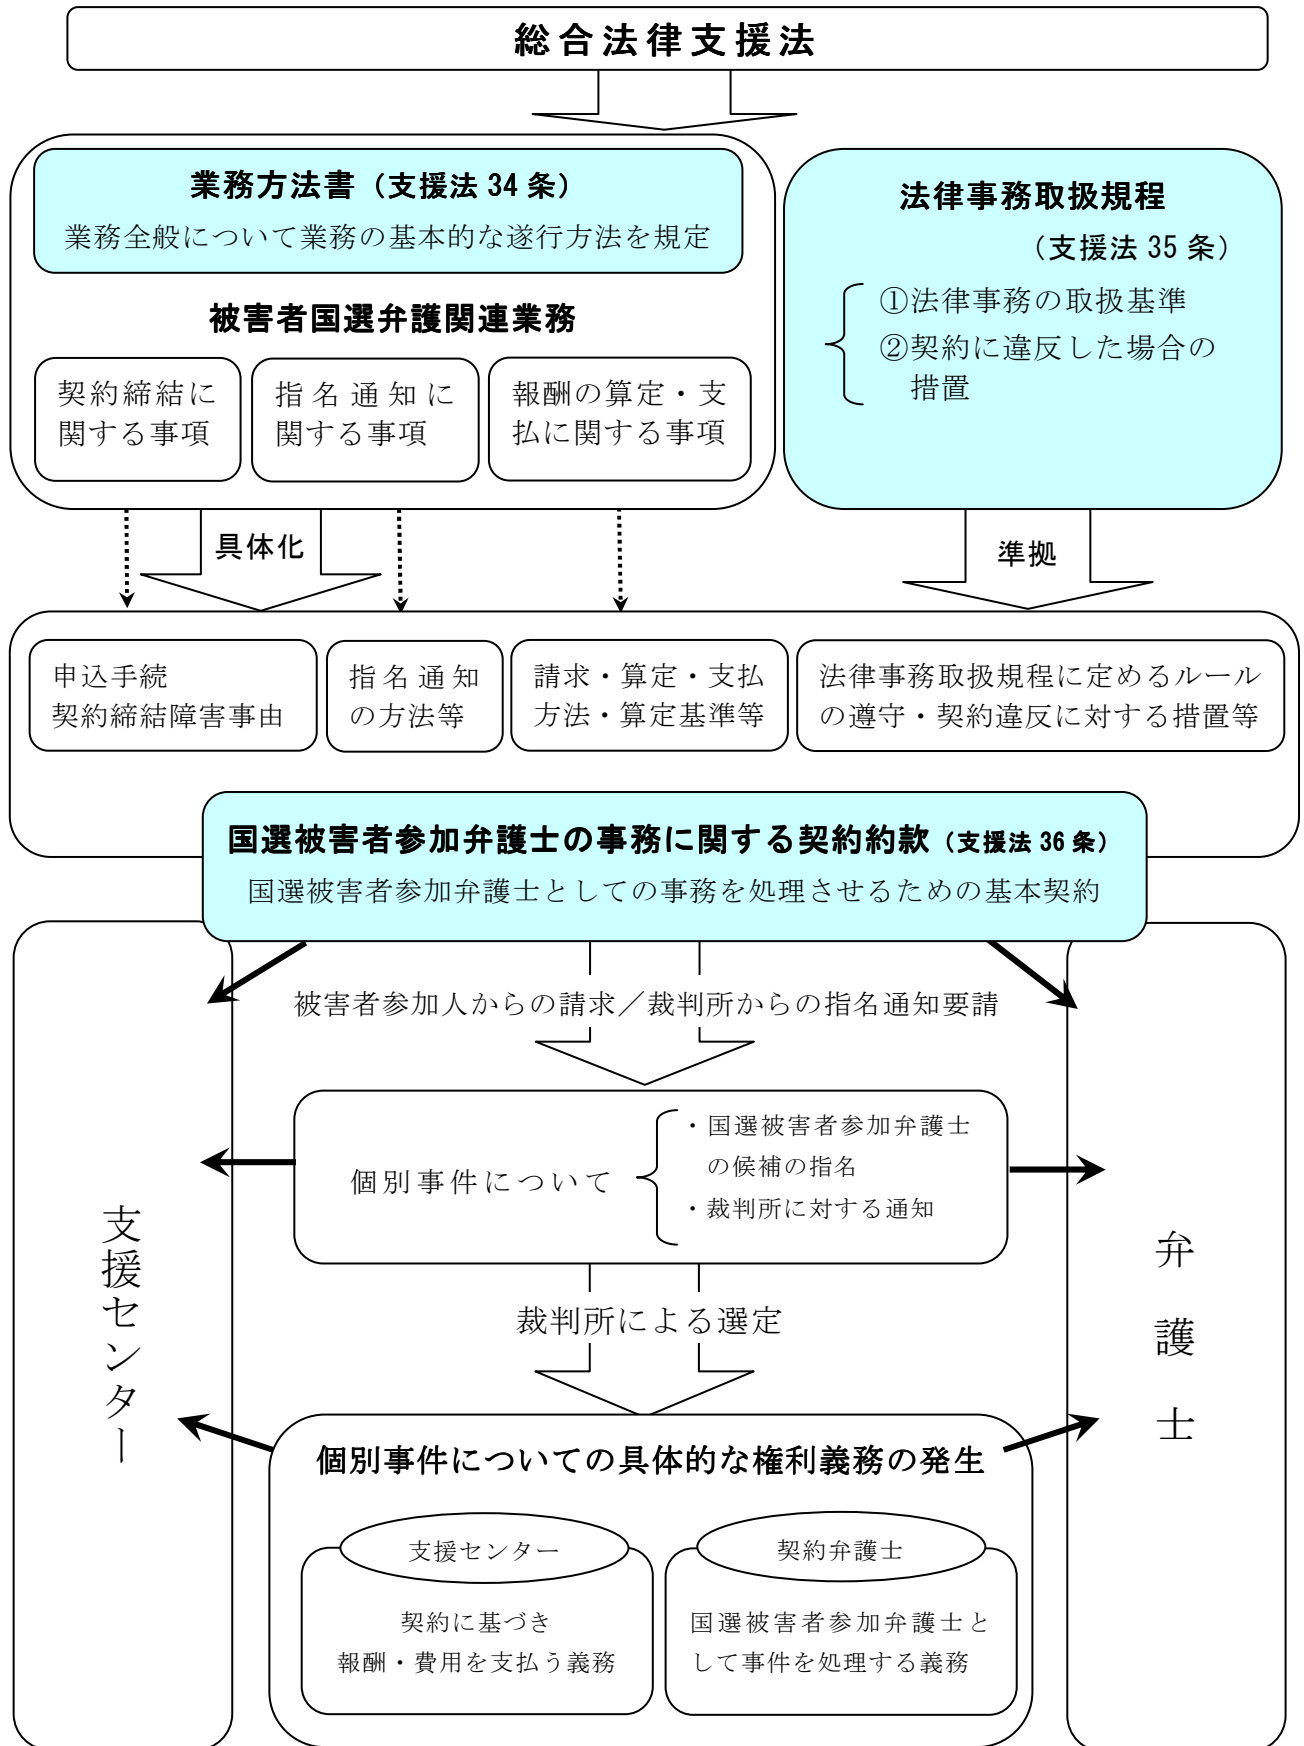 総合法律支援法
業務方法書（支援法 34 条）
業務全般について業務の基本的な遂行方法を規定
被害者国選弁護関連業務
契約締結に
関する事項
指名通知に
関する事項
報酬の算定・支
払に関する事項
法律事務取扱規程
（支援法 35 条）
①法律事務の取扱基準
②契約に違反した場合の
措置
具体化
準拠
申込手続
契約締結障害事由
指名通知
の方法等
請求・算定・支払
方法・算定基準等
法律事務取扱規程に定めるルール
の遵守・契約違反に対する措置等
国選被害者参加弁護士の事務に関する契約約款（支援法 36 条）
国選被害者参加弁護士としての事務を処理させるための基本契約
被害者参加人からの請求／裁判所からの指名通知要請
個別事件について
・国選被害者参加弁護士
の候補の指名
・裁判所に対する通知
支援センター
弁護士
裁判所による選定
個別事件についての具体的な権利義務の発生
支援センター
契約に基づき
報酬・費用を支払う義務
契約弁護士
国選被害者参加弁護士と
して事件を処理する義務